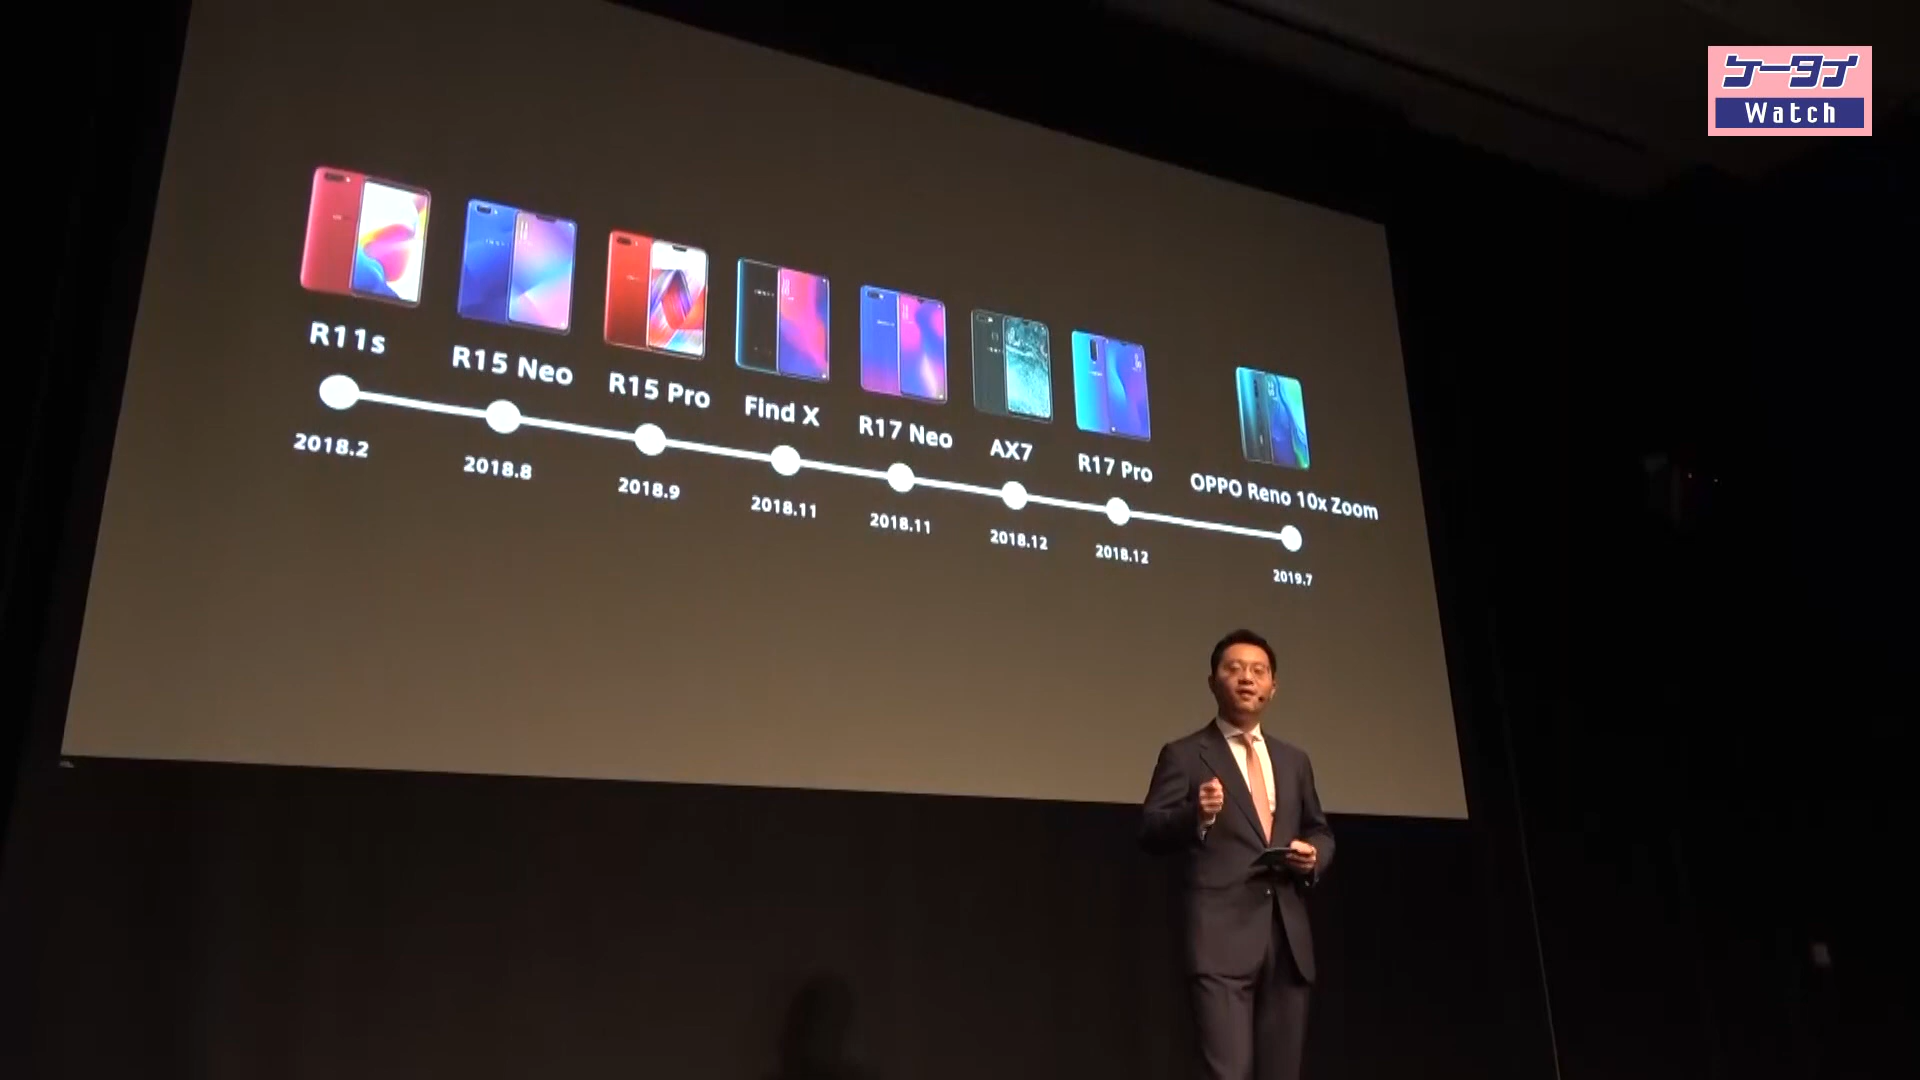 ケータイ
Watch
R11s
R15 Neo
R15 Pro
Find X
R17 Neo
AX7
R17 Pro
OPPO Reno 10x Zoom
2018.2
2018.8
2018.9
2018.11
2018.11
2018.12
2018.12
2019.7